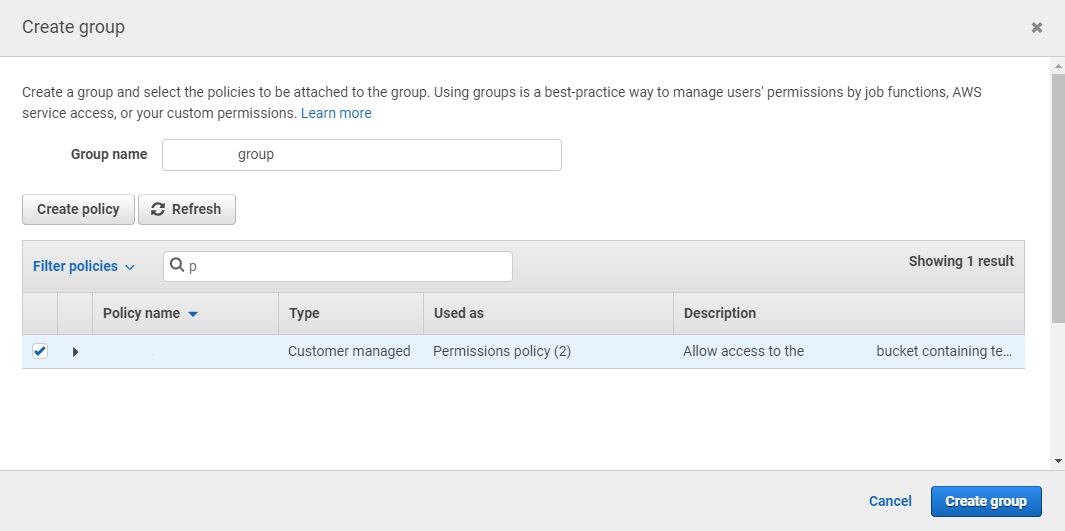 Create group
Create a group and select the policies to be attached to the group. Using groups is a best-practice way to manage users' permissions by job functions, AWS
service access, or your custom permissions. Learn more
Group name group
Create policy Refresh
Filter policies p Showing 1 result
Policy name Type Used as Description
Customer managed Permissions policy (2) Allow access to the bucket containing te...
Cancel Create group